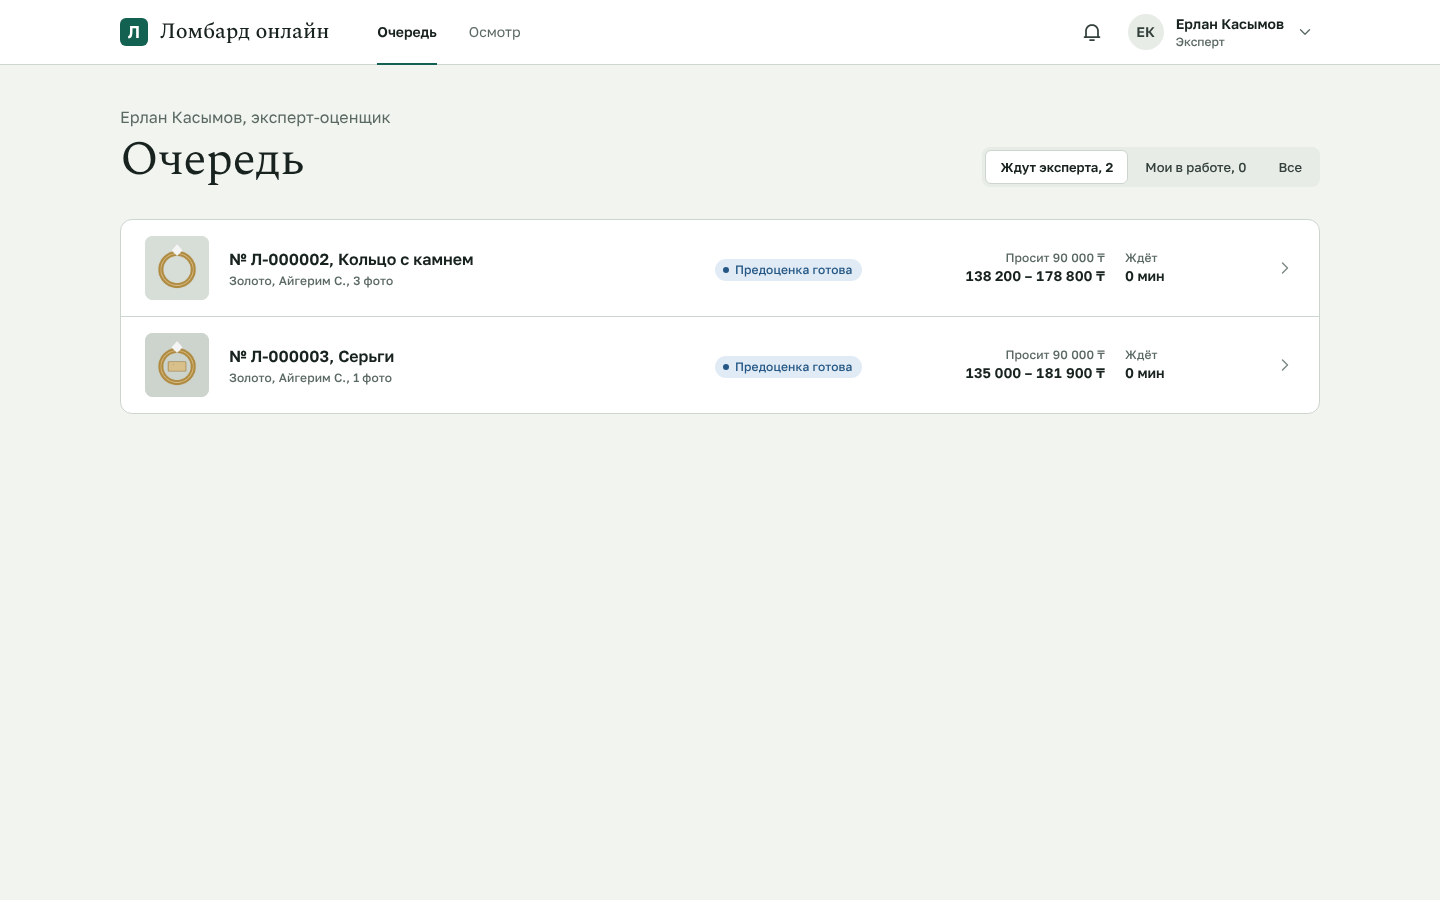 Л Ломбард онлайн Очередь Осмотр ЕК Ерлан Касымов
Эксперт
Ерлан Касымов, эксперт-оценщик
Очередь
Ждут эксперта, 2 Мои в работе, 0 Все
№ Л-000002, Кольцо с камнем
Золото, Айгерим С., 3 фото
Предоценка готова
Просит 90 000 ₸
138 200 – 178 800 ₸
Ждёт
0 мин
№ Л-000003, Серьги
Золото, Айгерим С., 1 фото
Предоценка готова
Просит 90 000 ₸
135 000 – 181 900 ₸
Ждёт
0 мин